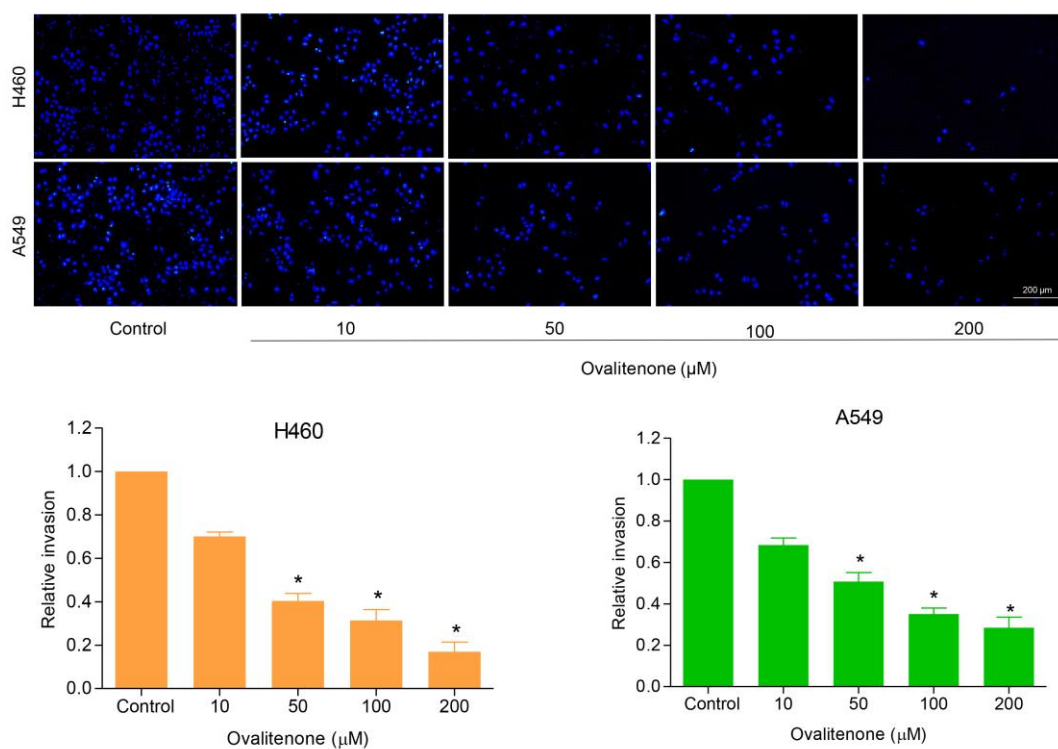 H460
A549
200 µm
Control 10 50 100 200
Ovalitenone (µM)
H460
Relative invasion
1.2
1.0
0.8
0.6
0.4
0.2
0.0
* * *
Control 10 50 100 200
Ovalitenone (µM)
A549
Relative invasion
1.2
1.0
0.8
0.6
0.4
0.2
0.0
* * *
Control 10 50 100 200
Ovalitenone (µM)